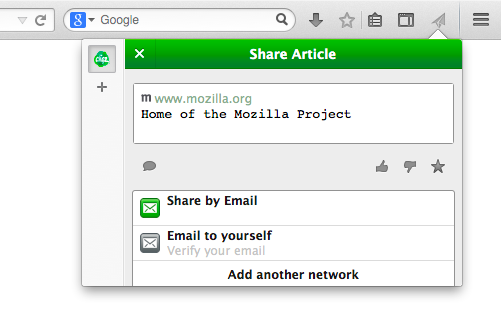 Google
Share Article
m www.mozilla.org
Home of the Mozilla Project
Share by Email
Email to yourself
Verify your email
Add another network